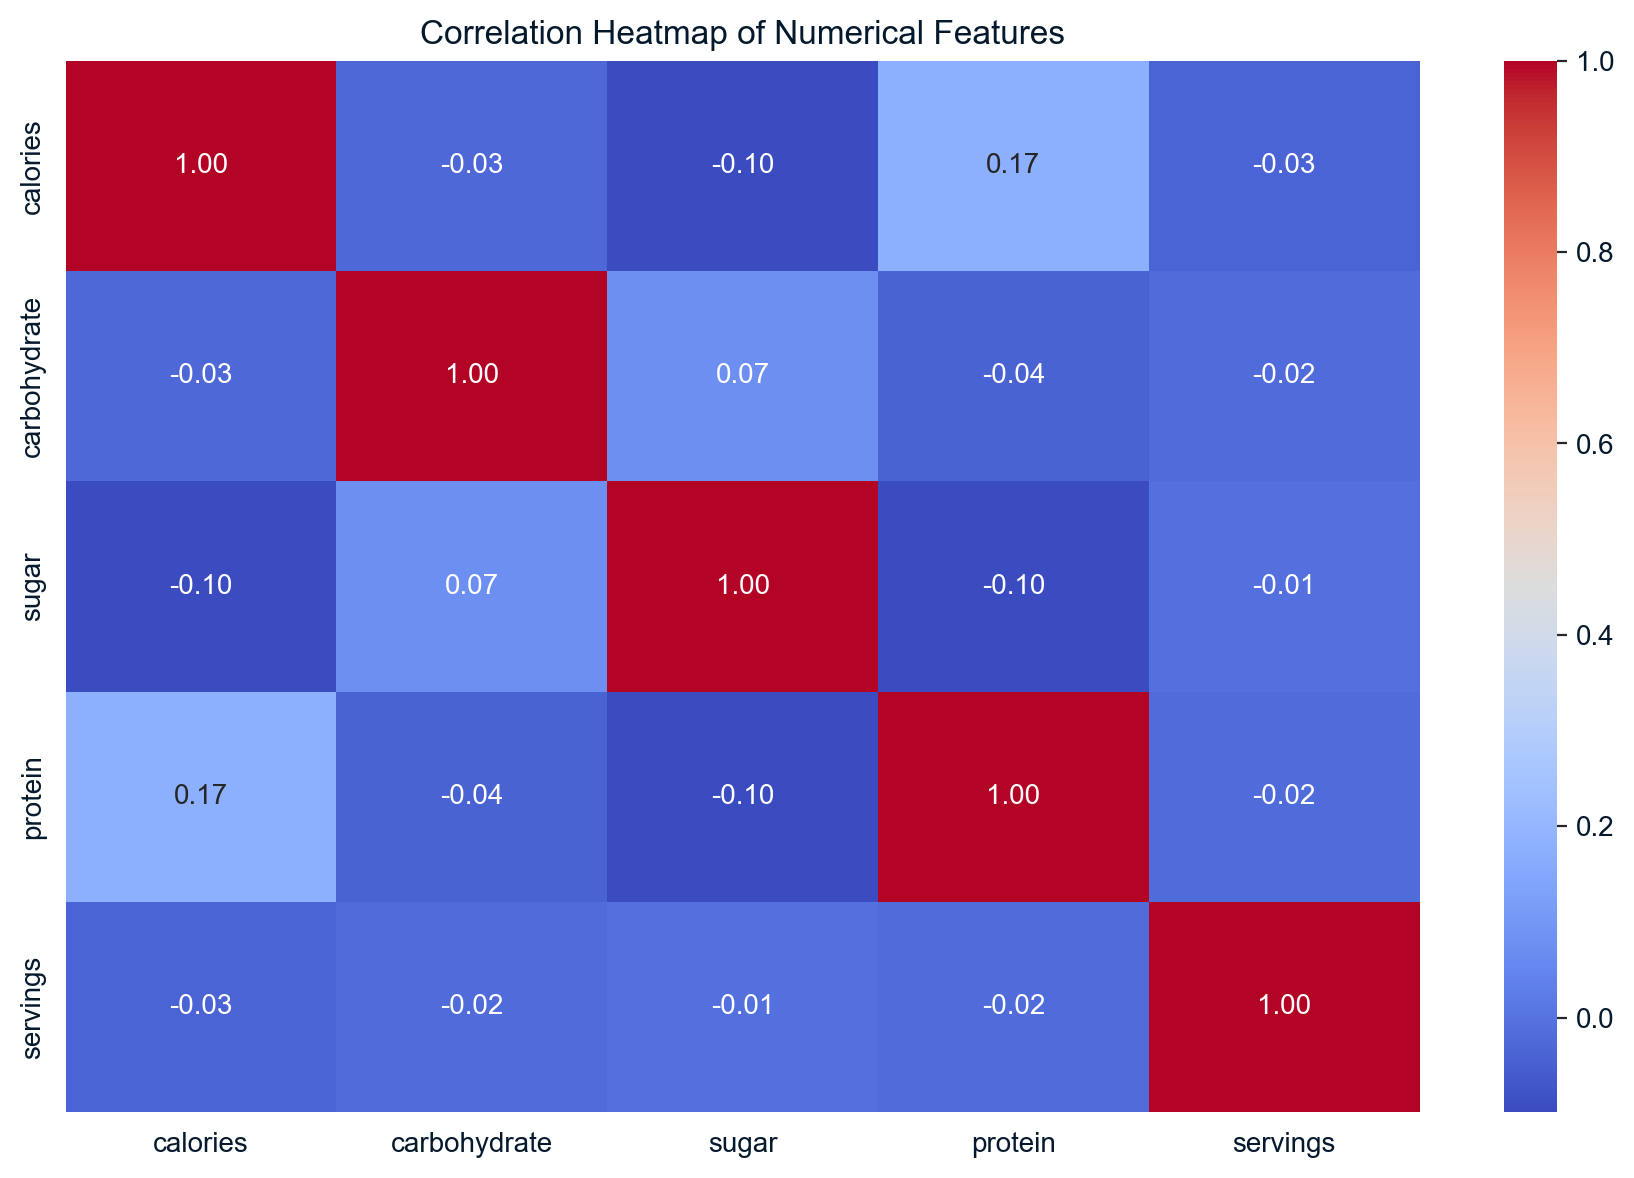 Correlation Heatmap of Numerical Features
calories
1.00
-0.03
-0.10
0.17
-0.03
carbohydrate
-0.03
1.00
0.07
-0.04
-0.02
sugar
-0.10
0.07
1.00
-0.10
-0.01
protein
0.17
-0.04
-0.10
1.00
-0.02
servings
-0.03
-0.02
-0.01
-0.02
1.00
calories
carbohydrate
sugar
protein
servings
1.0
0.8
0.6
0.4
0.2
0.0